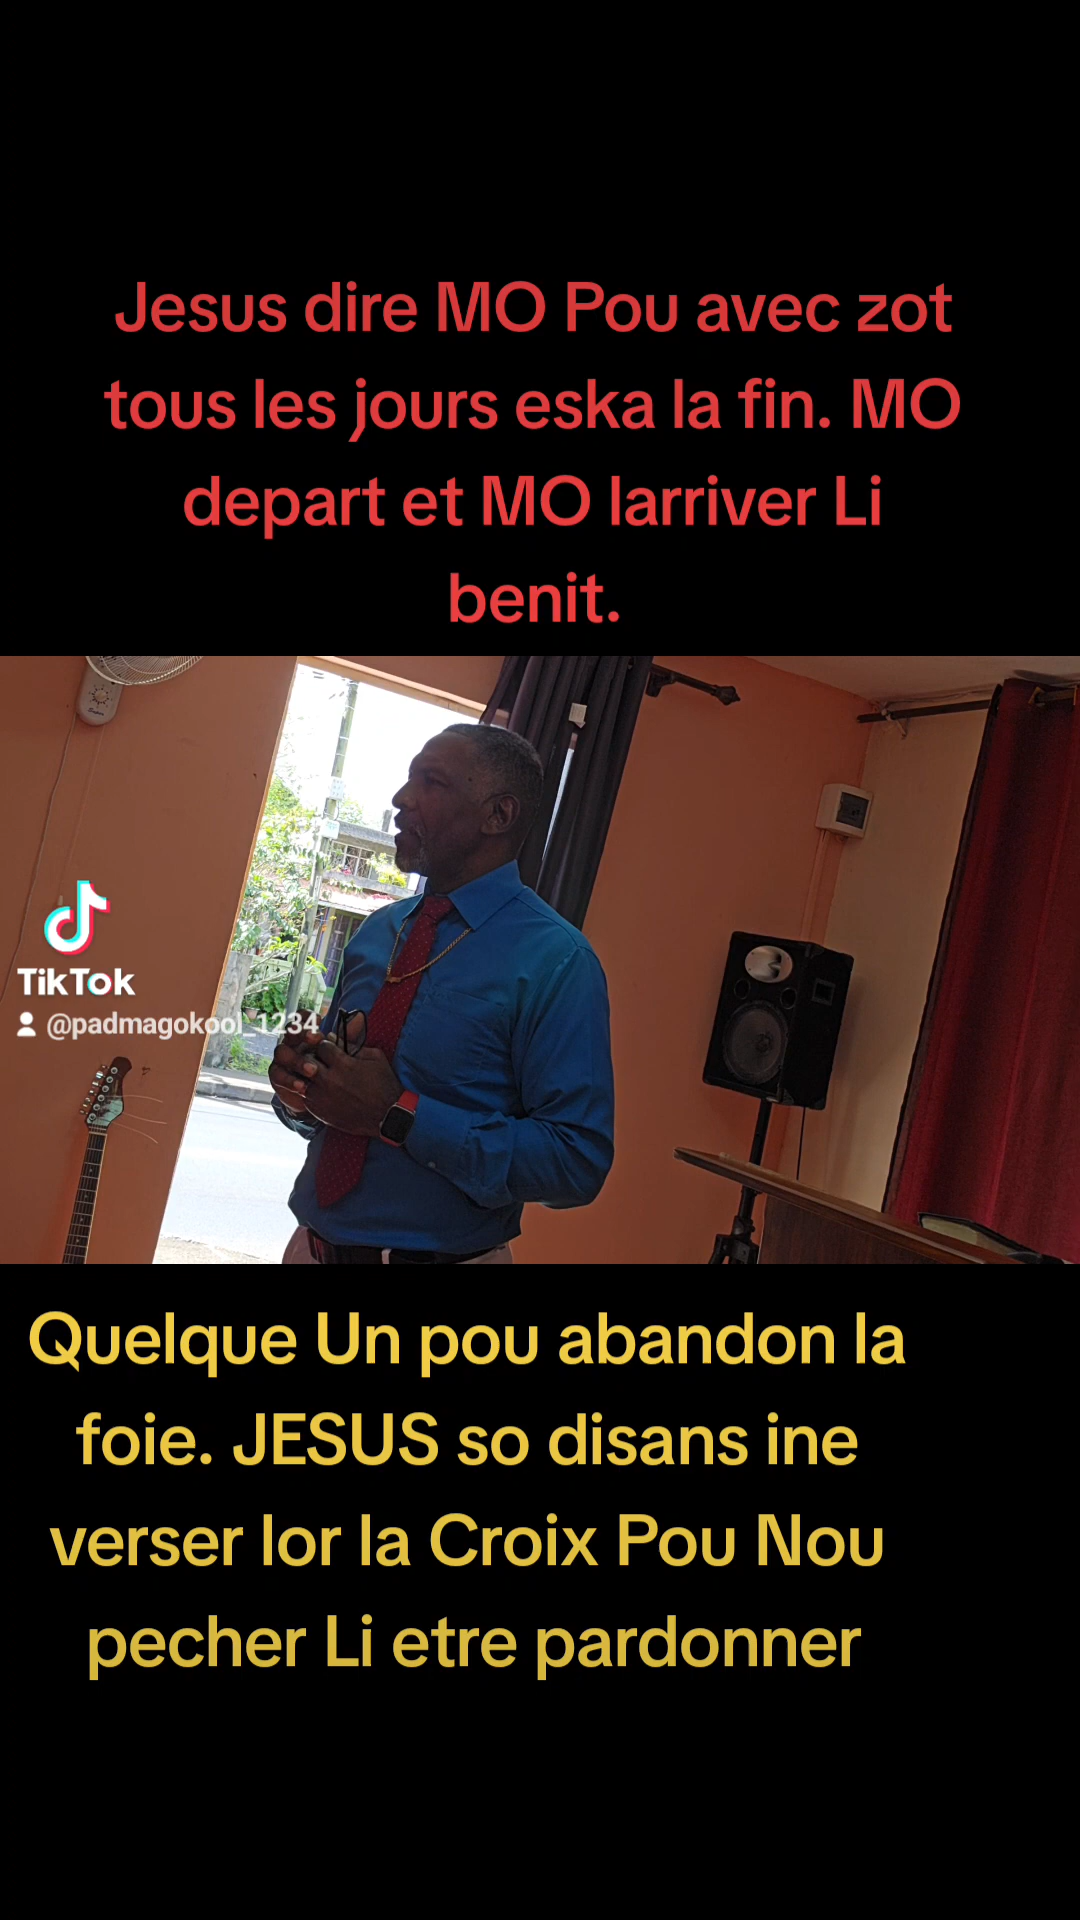 Jesus dire MO Pou avec zot
tous les jours eska la fin. MO
depart et MO larriver Li
benit.
TikTok
@padmagokool_1234
Quelque Un pou abandon la
foie. JESUS so disans ine
verser lor la Croix Pou Nou
pecher Li etre pardonner